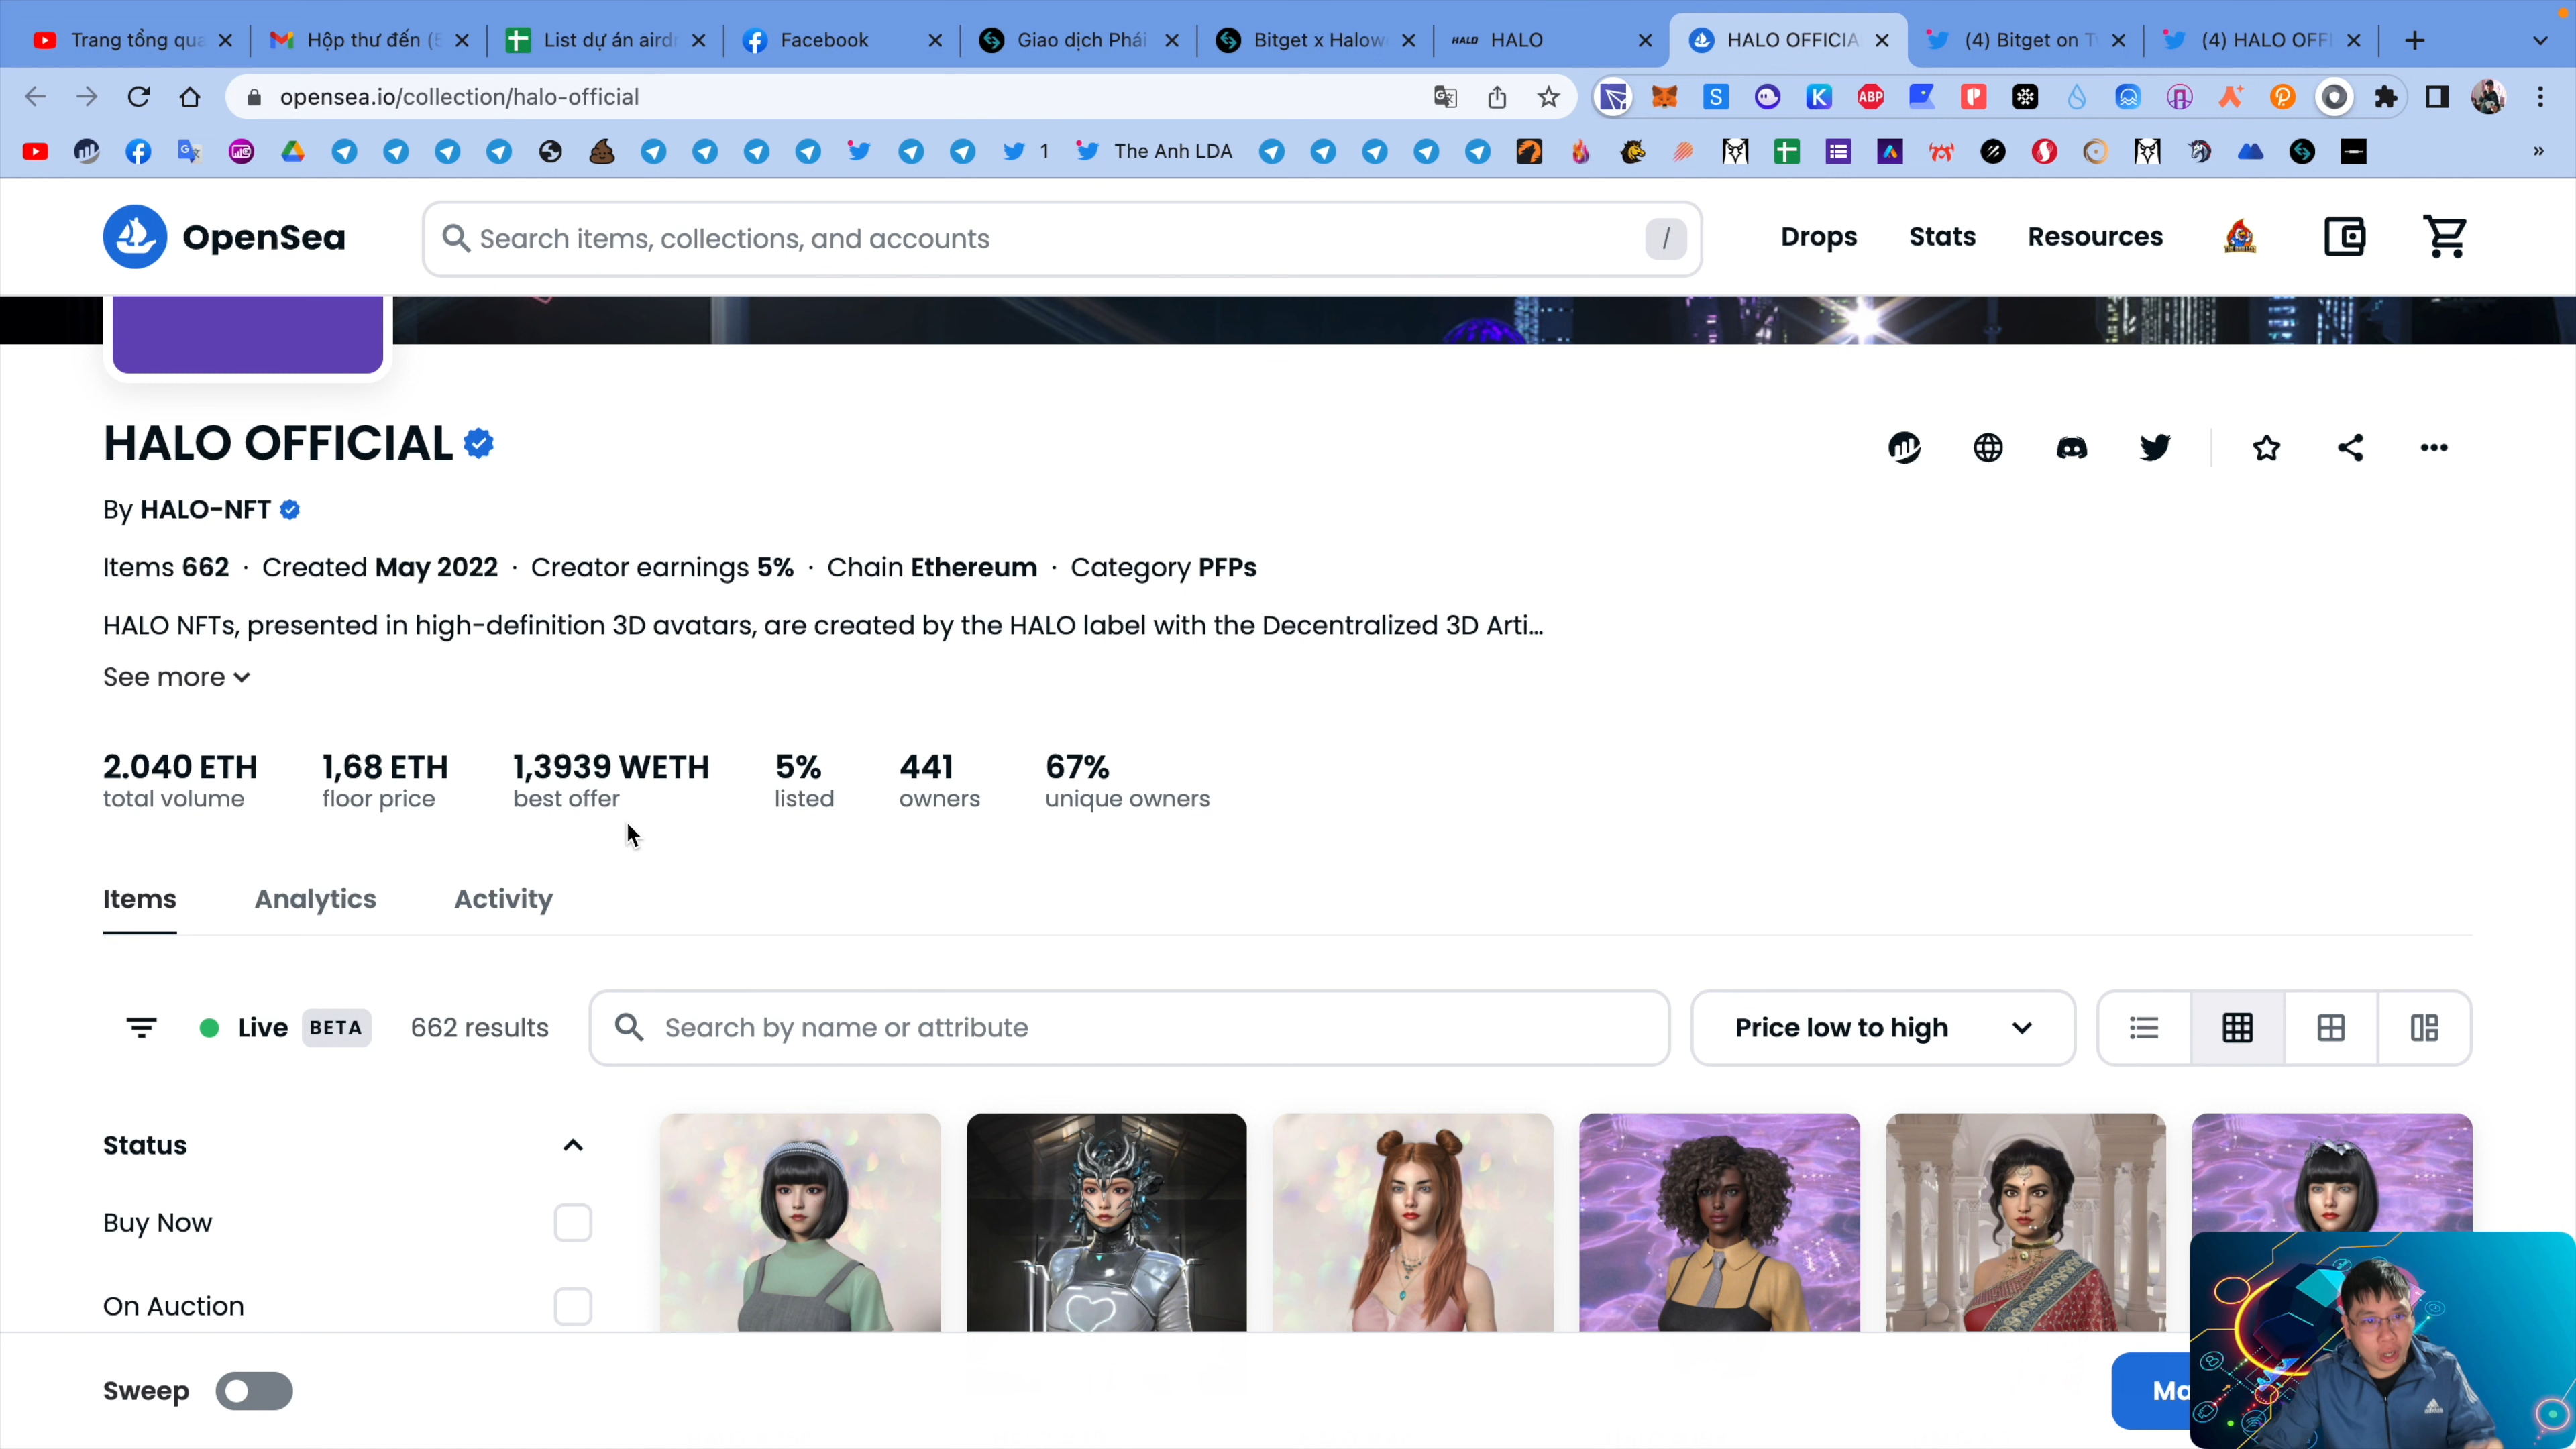 Trang tổng qua
Hộp thư đến (5
List dự án airdr
Facebook
Giao dịch Phái
Bitget x Halow
HALO HALO
HALO OFFICIA
(4) Bitget on T
(4) HALO OFF
opensea.io/collection/halo-official
S
K
ABP
1
The Anh LDA
OpenSea
Search items, collections, and accounts
/
Drops
Stats
Resources
HALO OFFICIAL
By HALO-NFT
Items 662 · Created May 2022 · Creator earnings 5% · Chain Ethereum · Category PFPs
HALO NFTs, presented in high-definition 3D avatars, are created by the HALO label with the Decentralized 3D Arti...
See more
2.040 ETH 1,68 ETH 1,3939 WETH 5% 441 67%
total volume floor price best offer listed owners unique owners
Items Analytics Activity
Live BETA 662 results
Search by name or attribute
Price low to high
Status
Buy Now
On Auction
Sweep